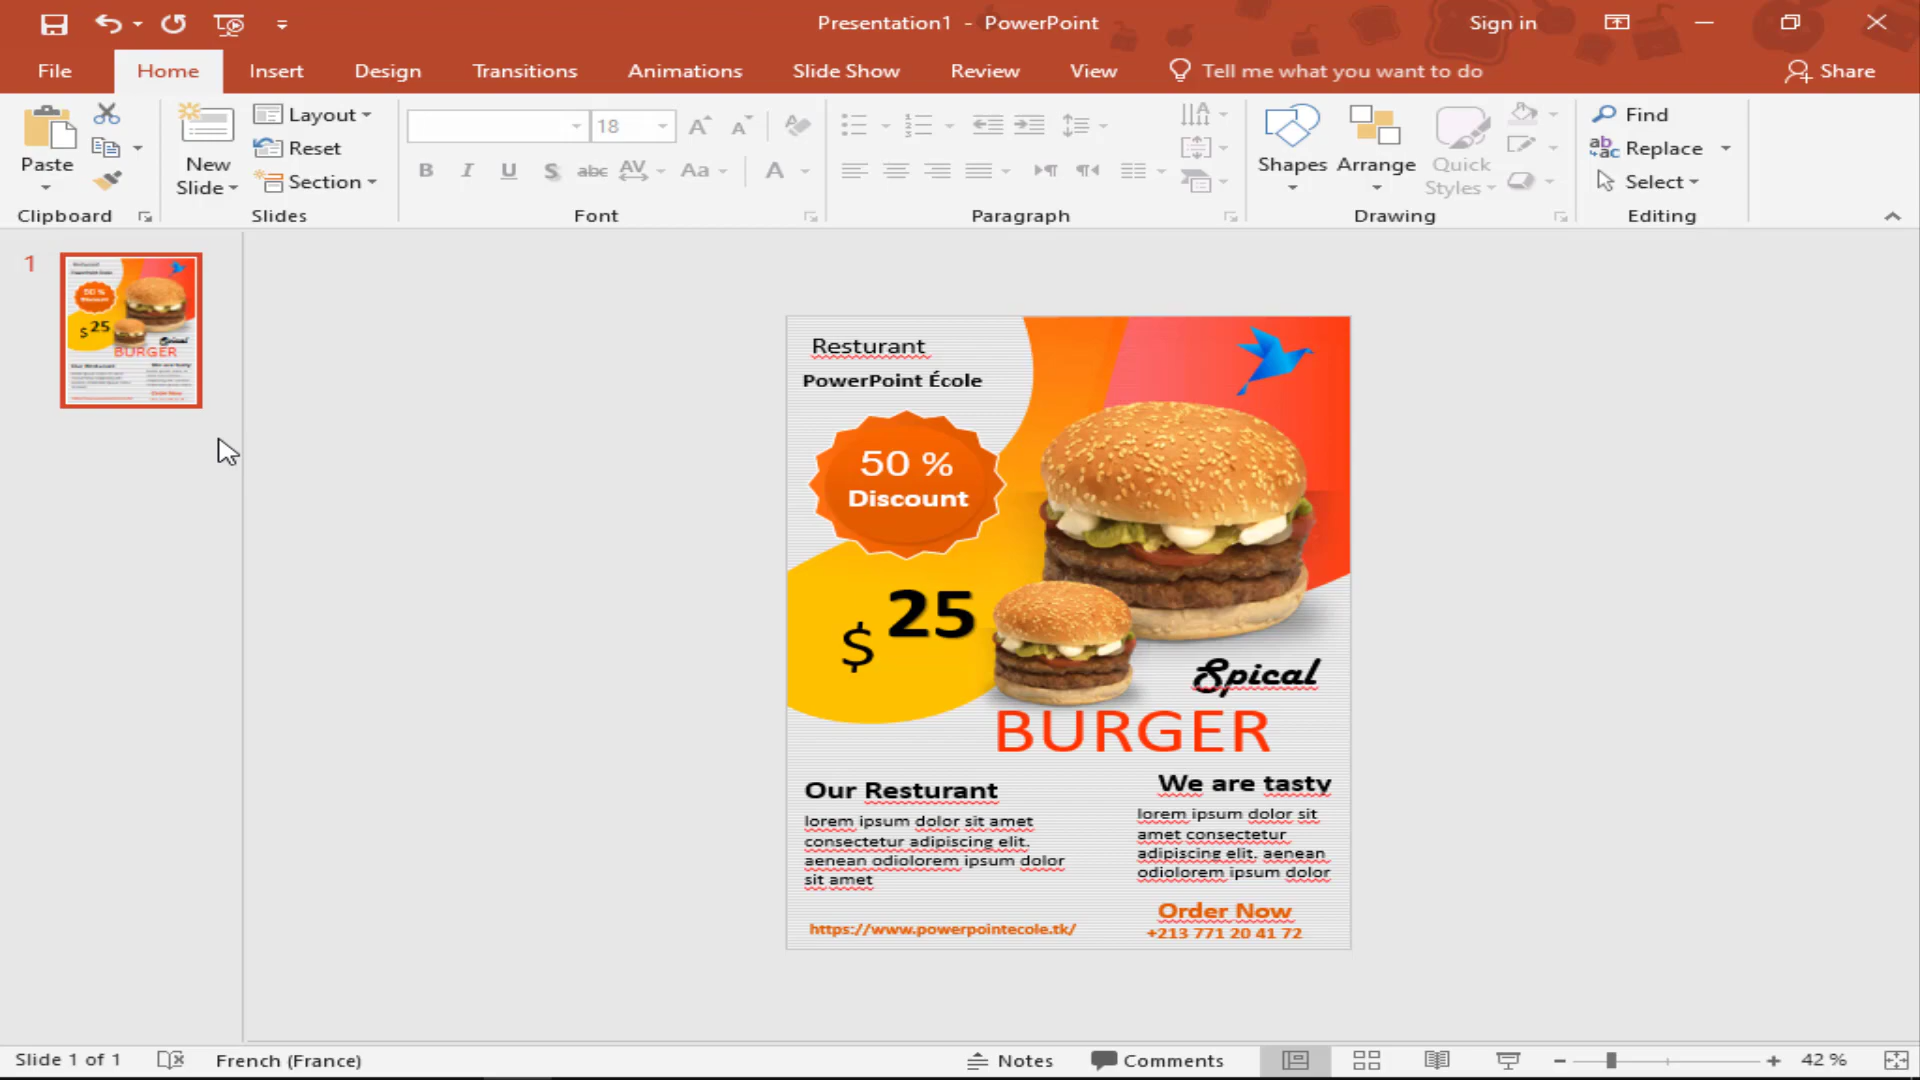 Presentation1 - PowerPoint
Sign in
File Home Insert Design Transitions Animations Slide Show Review View Tell me what you want to do Share
Paste
New Slide
Layout
Reset
Section
18
B I U S abc AV Aa A
Shapes
Arrange
Quick Styles
Find
Replace
Select
Clipboard Slides Font Paragraph Drawing Editing
1
Resturant
PowerPoint École
50 %
Discount
$ 25
Spical
BURGER
Our Resturant
lorem ipsum dolor sit amet
consectetur adipiscing elit.
aenean odiolorem ipsum dolor
sit amet
https://www.powerpointecole.tk/
We are tasty
lorem ipsum dolor sit
amet consectetur
adipiscing elit. aenean
odiolorem ipsum dolor
Order Now
+213 771 20 41 72
Slide 1 of 1 French (France) Notes Comments 42 %